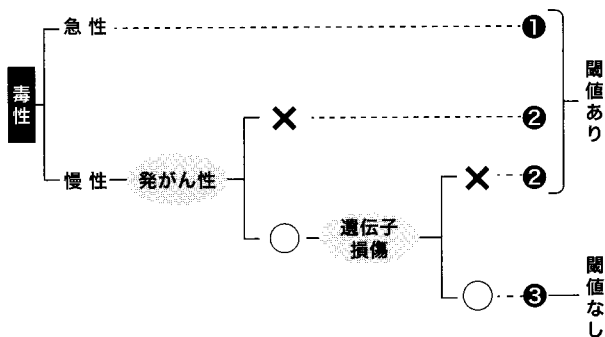 毒性
急性
❶
×
❷
慢性
発がん性
×
❷
○
遺伝子
損傷
○
❸
閾値あり
閾値なし